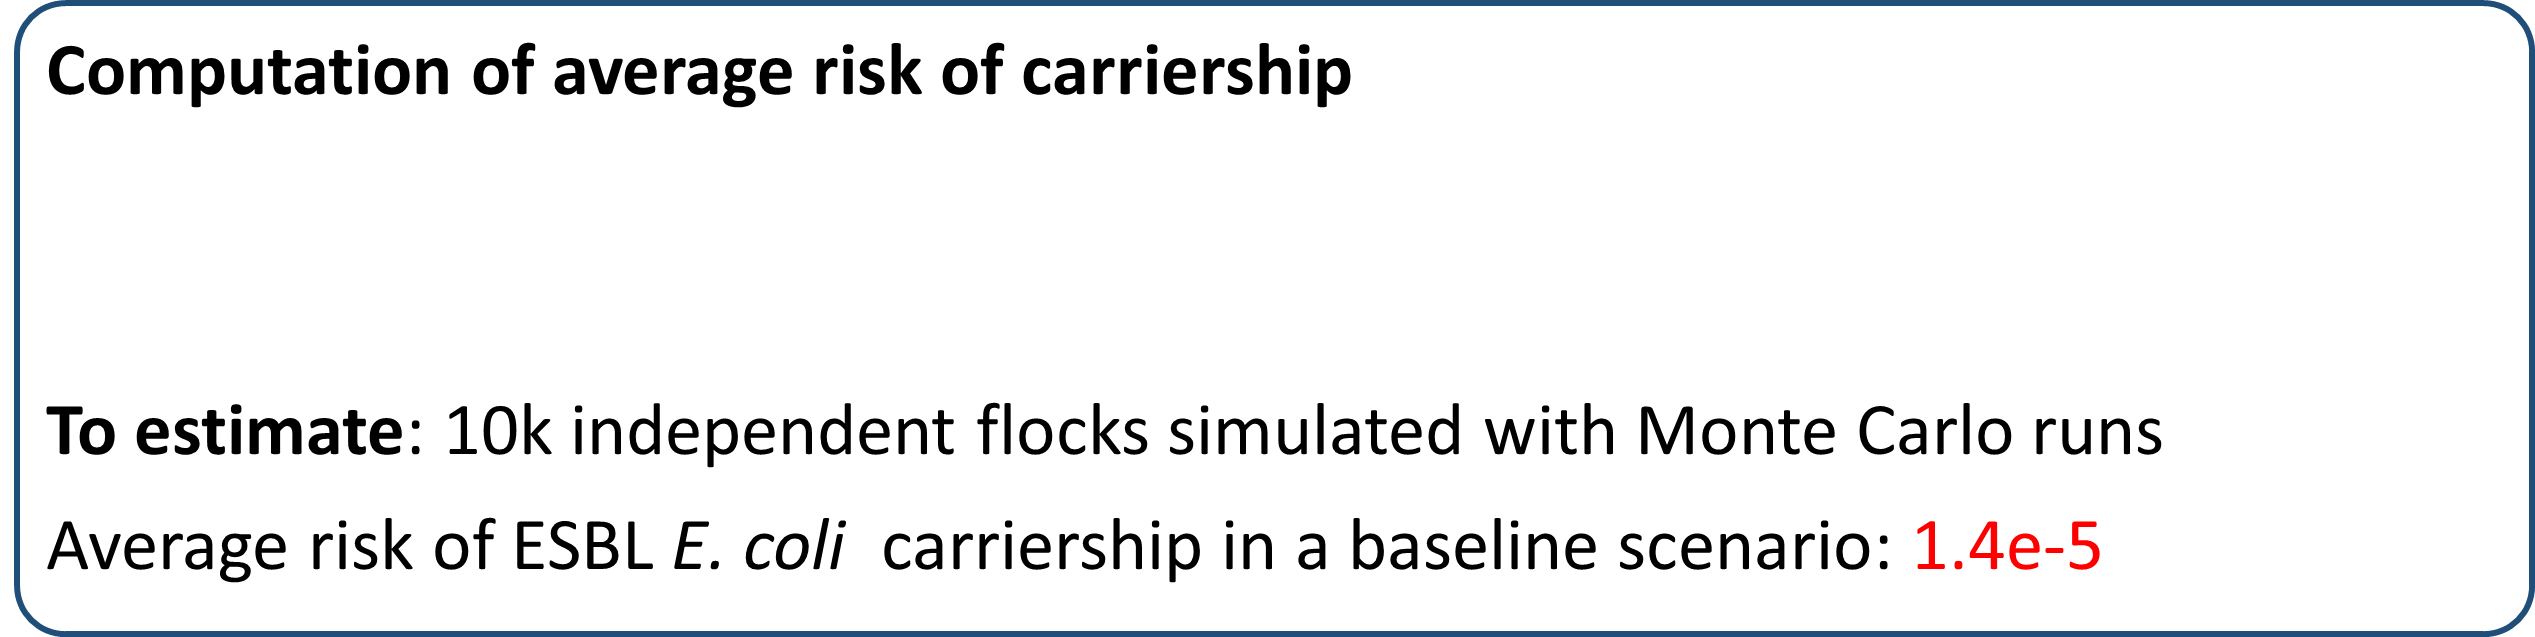 Computation of average risk of carriership
To estimate: 10k independent flocks simulated with Monte Carlo runs
Average risk of ESBL E. coli carriership in a baseline scenario: 1.4e-5